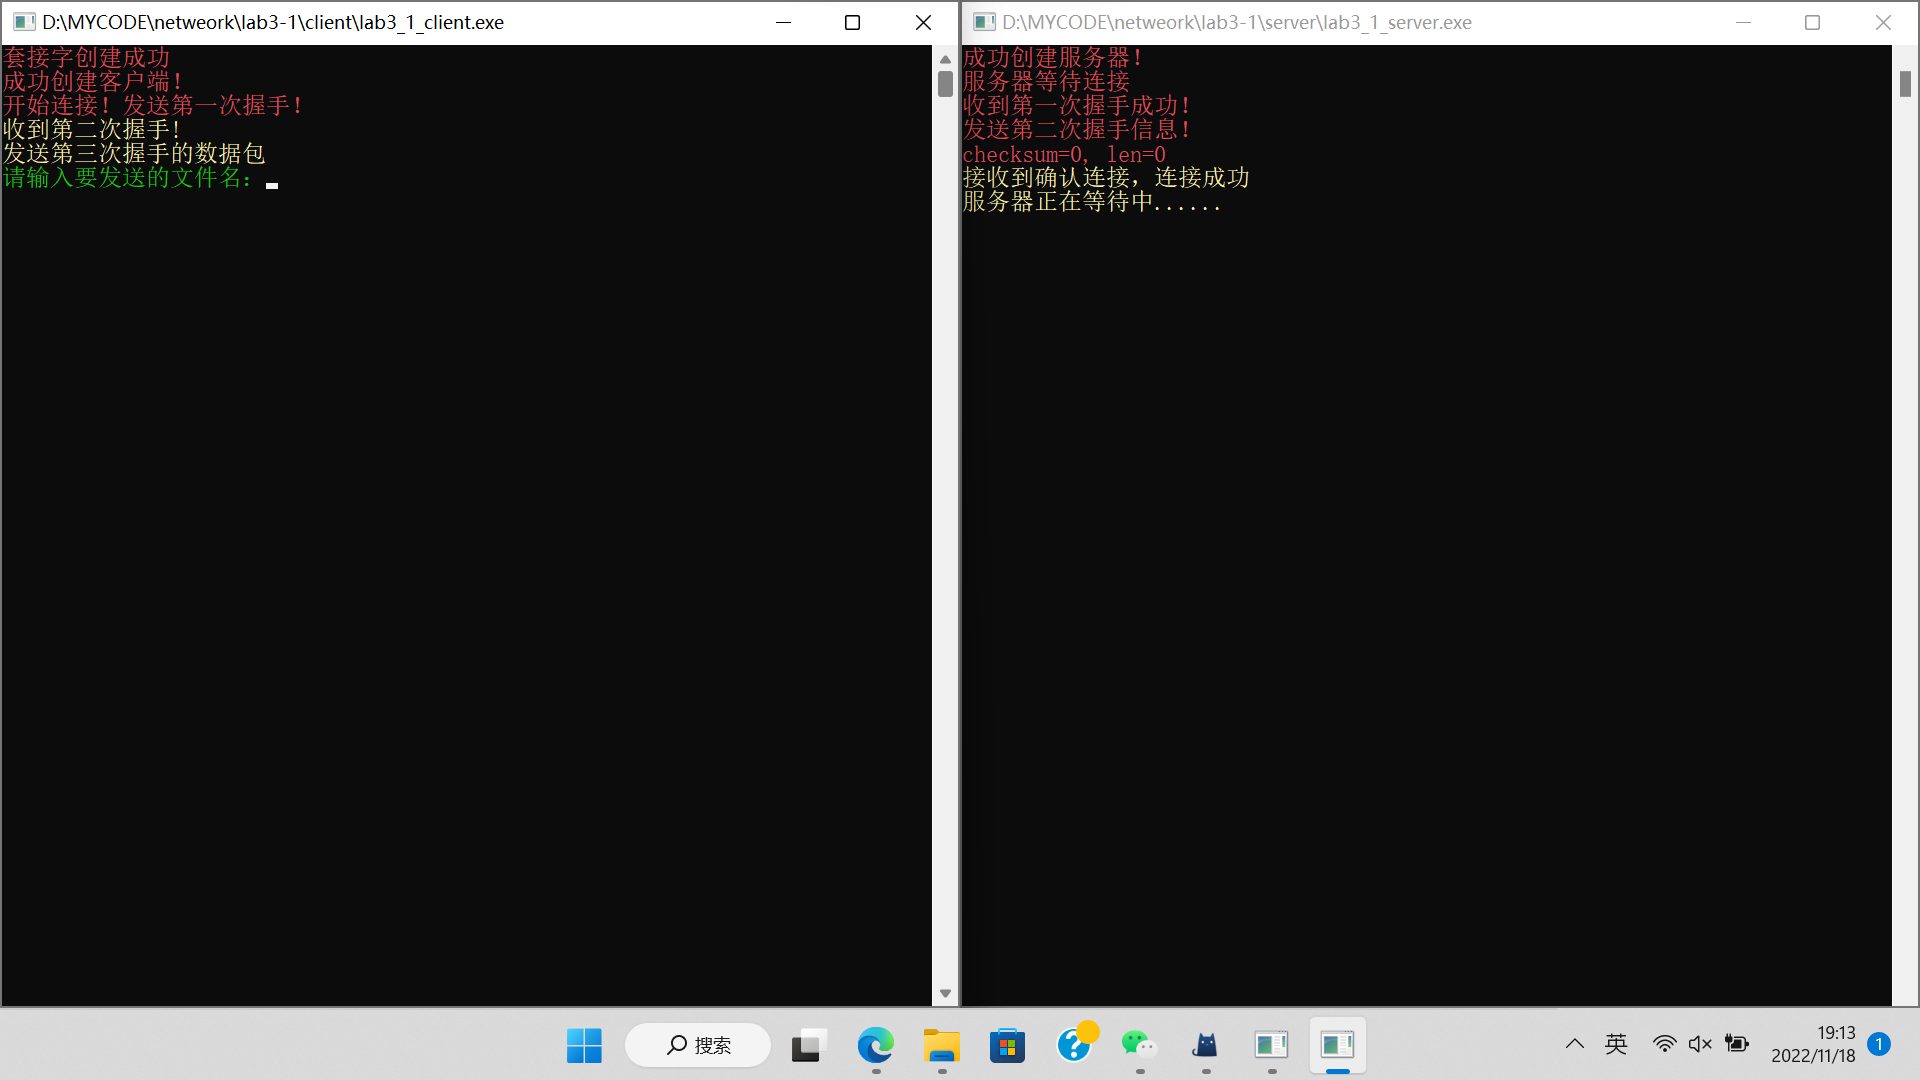 D:\MYCODE\netweork\lab3-1\client\lab3_1_client.exe
套接字创建成功
成功创建客户端！
开始连接！发送第一次握手！
收到第二次握手！
发送第三次握手的数据包
请输入要发送的文件名：
D:\MYCODE\netweork\lab3-1\server\lab3_1_server.exe
成功创建服务器！
服务器等待连接
收到第一次握手成功！
发送第二次握手信息！
checksum=0, len=0
接收到确认连接，连接成功
服务器正在等待中......
搜索
英
19:13
2022/11/18
1